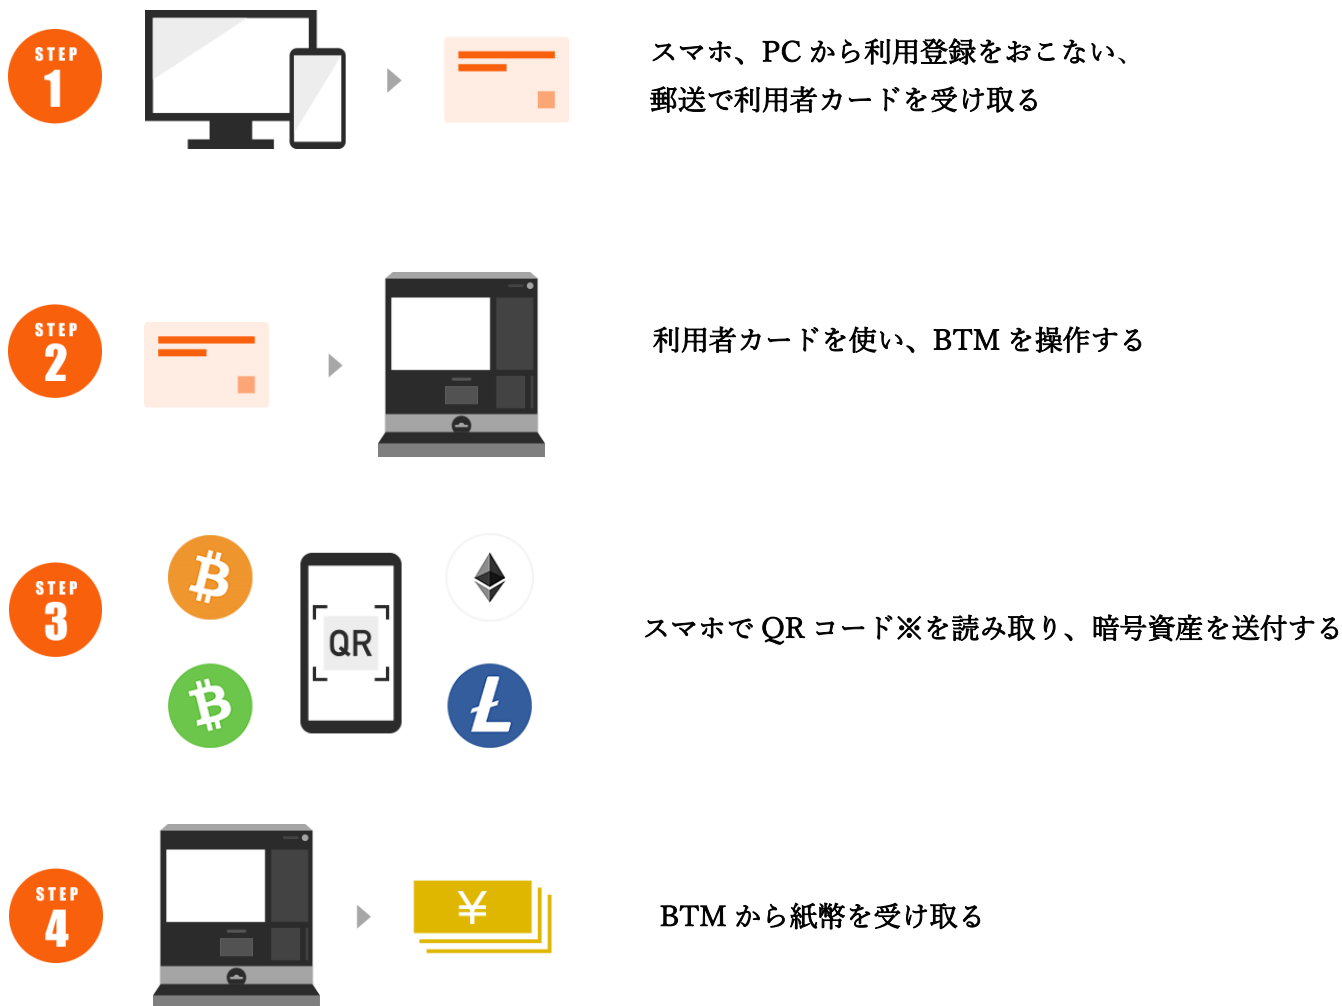 STEP
1
スマホ、PC から利用登録をおこない、
郵送で利用者カードを受け取る
STEP
2
利用者カードを使い、BTM を操作する
STEP
3
QR
スマホで QR コード※を読み取り、暗号資産を送付する
STEP
4
¥
BTM から紙幣を受け取る